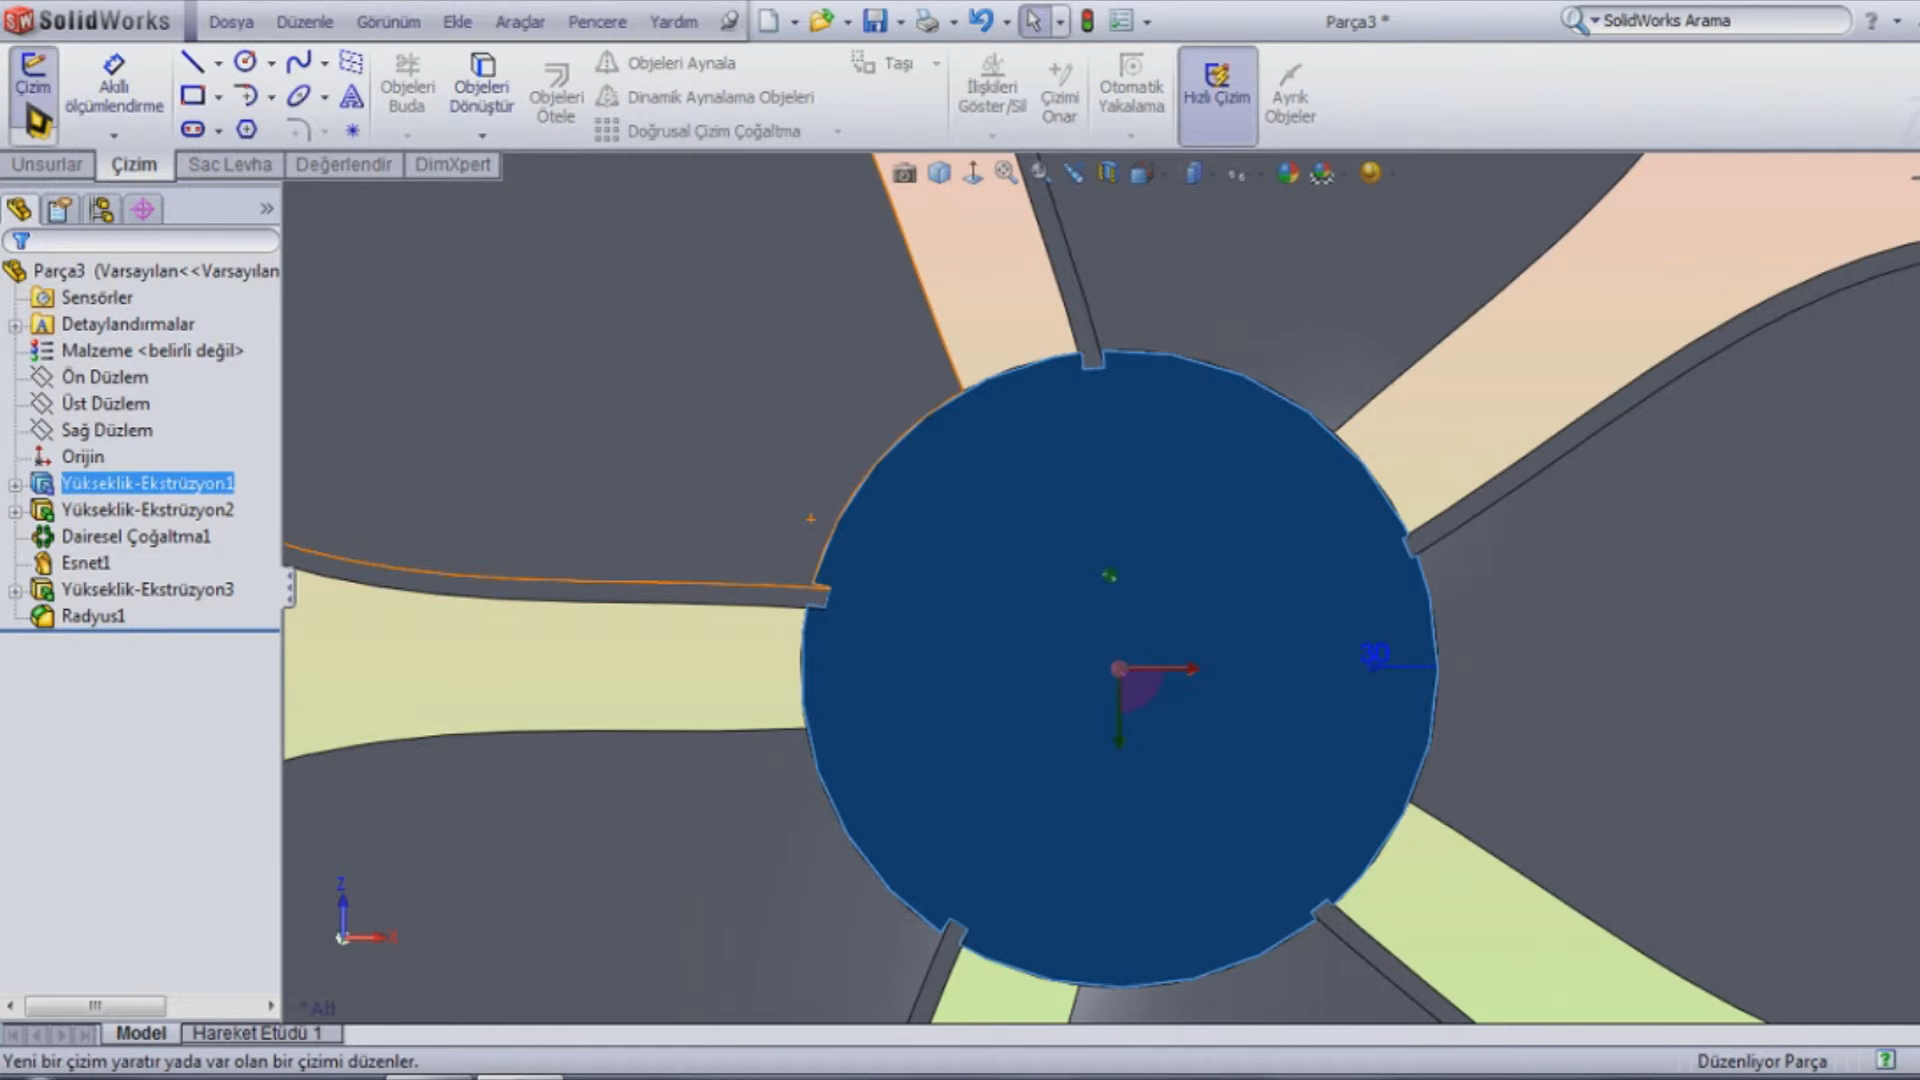 SolidWorks
Dosya Düzenle Görünüm Ekle Araçlar Pencere Yardım
Parça3 *
SolidWorks Arama
?
Çizim
Akıllı ölçümlendirme
Objeleri Buda
Objeleri Dönüştür
Objeleri Ötele
Objeleri Aynala
Dinamik Aynalama Objeleri
Doğrusal Çizim Çoğaltma
Taşı
İlişkileri Göster/Sil
Çizimi Onar
Otomatik Yakalama
Hızlı Çizim
Ayrık Objeler
Unsurlar Çizim Sac Levha Değerlendir DimXpert
Parça3 (Varsayılan<<Varsayılan
Sensörler
Detaylandırmalar
Malzeme <belirli değil>
Ön Düzlem
Üst Düzlem
Sağ Düzlem
Orijin
Yükseklik-Ekstrüzyon1
Yükseklik-Ekstrüzyon2
Dairesel Çoğaltma1
Esnet1
Yükseklik-Ekstrüzyon3
Radyus1
30
Z
X
*Alt
Model Hareket Etüdü 1
Yeni bir çizim yaratır yada var olan bir çizimi düzenler.
Düzenliyor Parça
?